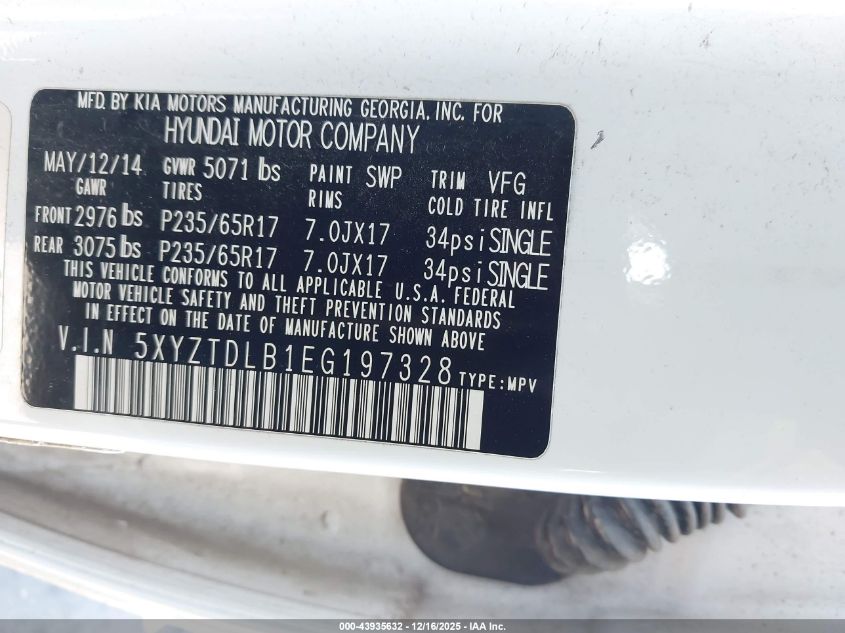 MFD. BY KIA MOTORS MANUFACTURING GEORGIA, INC. FOR
HYUNDAI MOTOR COMPANY
MAY/12/14 GVWR 5071 lbs PAINT SWP TRIM VFG
GAWR TIRES RIMS COLD TIRE INFL
FRONT 2976 lbs P235/65R17 7.0JX17 34psi SINGLE
REAR 3075 lbs P235/65R17 7.0JX17 34psi SINGLE
THIS VEHICLE CONFORMS TO ALL APPLICABLE U.S.A. FEDERAL
MOTOR VEHICLE SAFETY AND THEFT PREVENTION STANDARDS
IN EFFECT ON THE DATE OF MANUFACTURE SHOWN ABOVE
V.I.N 5XYZTDLB1EG197328 TYPE:MPV
000-43935632 - 12/16/2025 - IAA Inc.